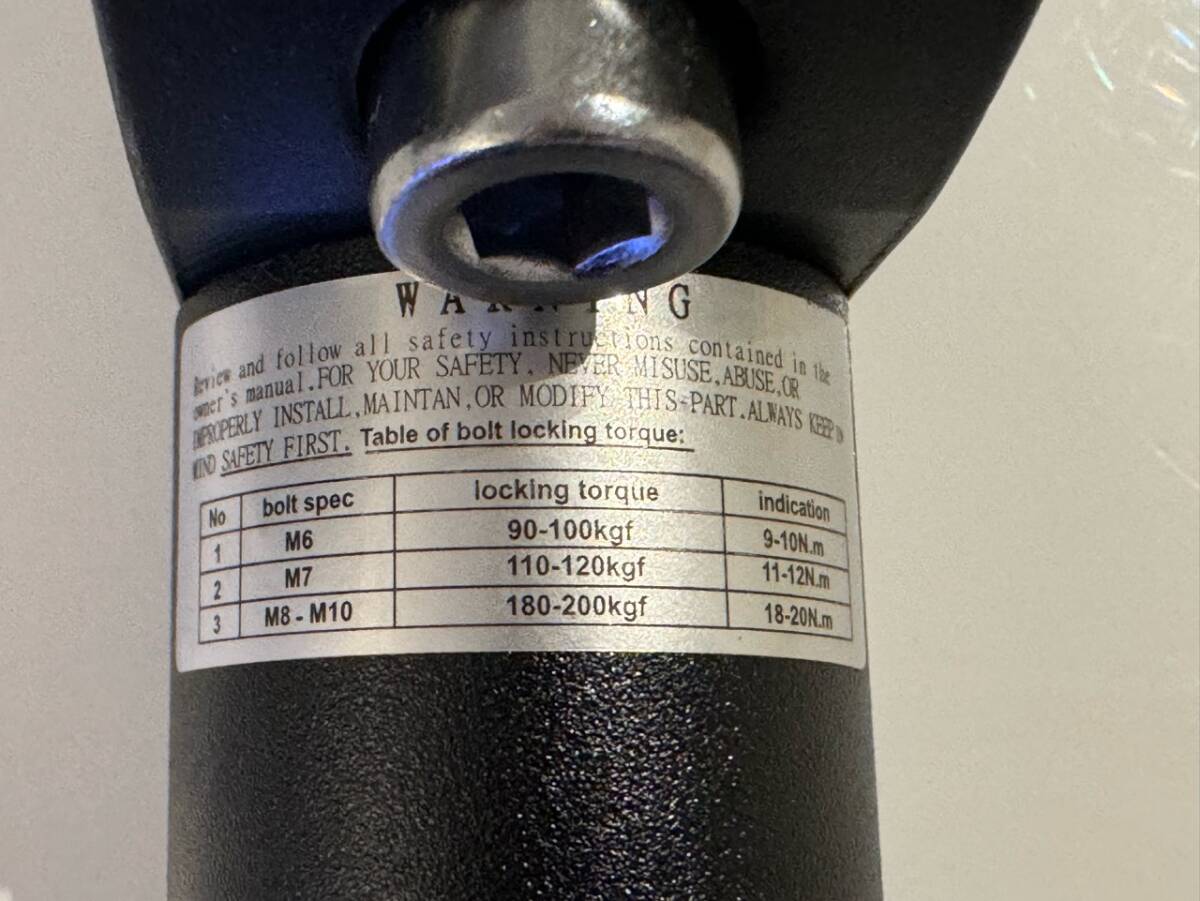 WARNING
Review and follow all safety instructions contained in the
owner's manual.FOR YOUR SAFETY. NEVER MISUSE,ABUSE,OR
IMPROPERLY INSTALL,MAINTAN,OR MODIFY THIS-PART.ALWAYS KEEP IN
MIND SAFETY FIRST. Table of bolt locking torque:
No bolt spec locking torque indication
1 M6 90-100kgf 9-10N.m
2 M7 110-120kgf 11-12N.m
3 M8 - M10 180-200kgf 18-20N.m